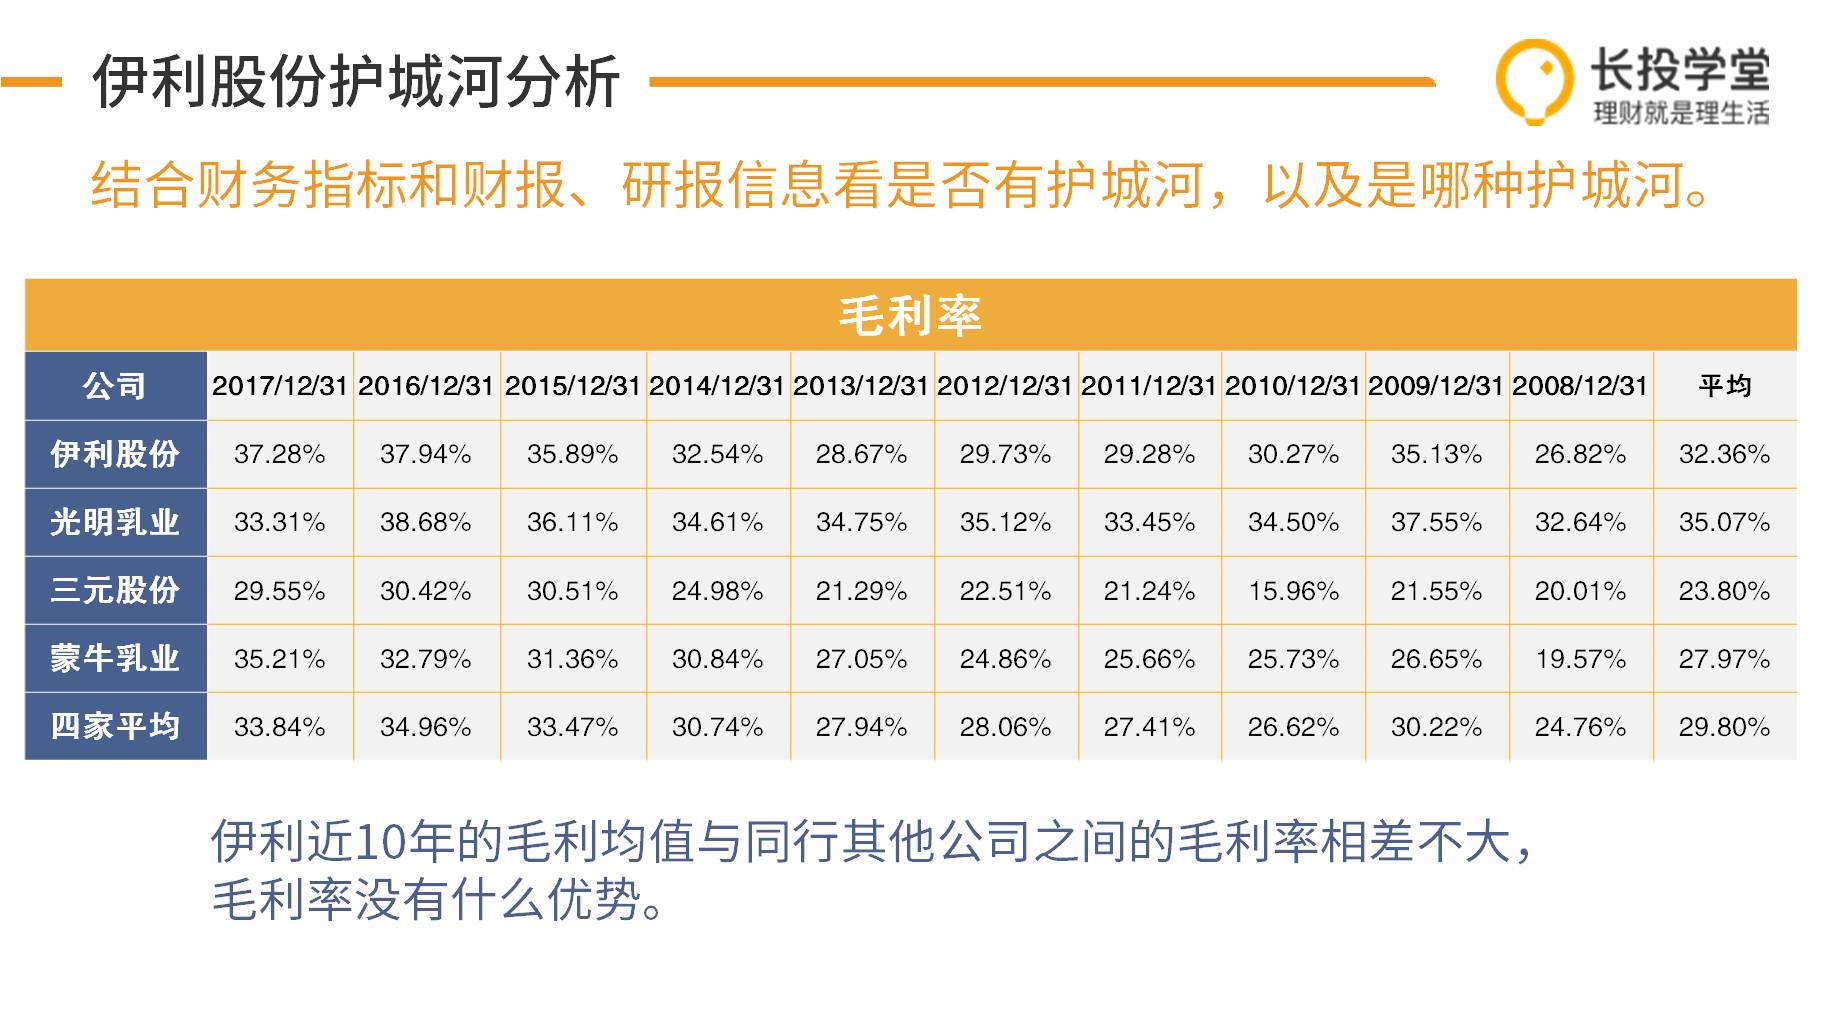 伊利股份护城河分析
长投学堂
理财就是理生活
结合财务指标和财报、研报信息看是否有护城河，以及是哪种护城河。
毛利率
公司 2017/12/31 2016/12/31 2015/12/31 2014/12/31 2013/12/31 2012/12/31 2011/12/31 2010/12/31 2009/12/31 2008/12/31 平均
伊利股份 37.28% 37.94% 35.89% 32.54% 28.67% 29.73% 29.28% 30.27% 35.13% 26.82% 32.36%
光明乳业 33.31% 38.68% 36.11% 34.61% 34.75% 35.12% 33.45% 34.50% 37.55% 32.64% 35.07%
三元股份 29.55% 30.42% 30.51% 24.98% 21.29% 22.51% 21.24% 15.96% 21.55% 20.01% 23.80%
蒙牛乳业 35.21% 32.79% 31.36% 30.84% 27.05% 24.86% 25.66% 25.73% 26.65% 19.57% 27.97%
四家平均 33.84% 34.96% 33.47% 30.74% 27.94% 28.06% 27.41% 26.62% 30.22% 24.76% 29.80%
伊利近10年的毛利均值与同行其他公司之间的毛利率相差不大，
毛利率没有什么优势。